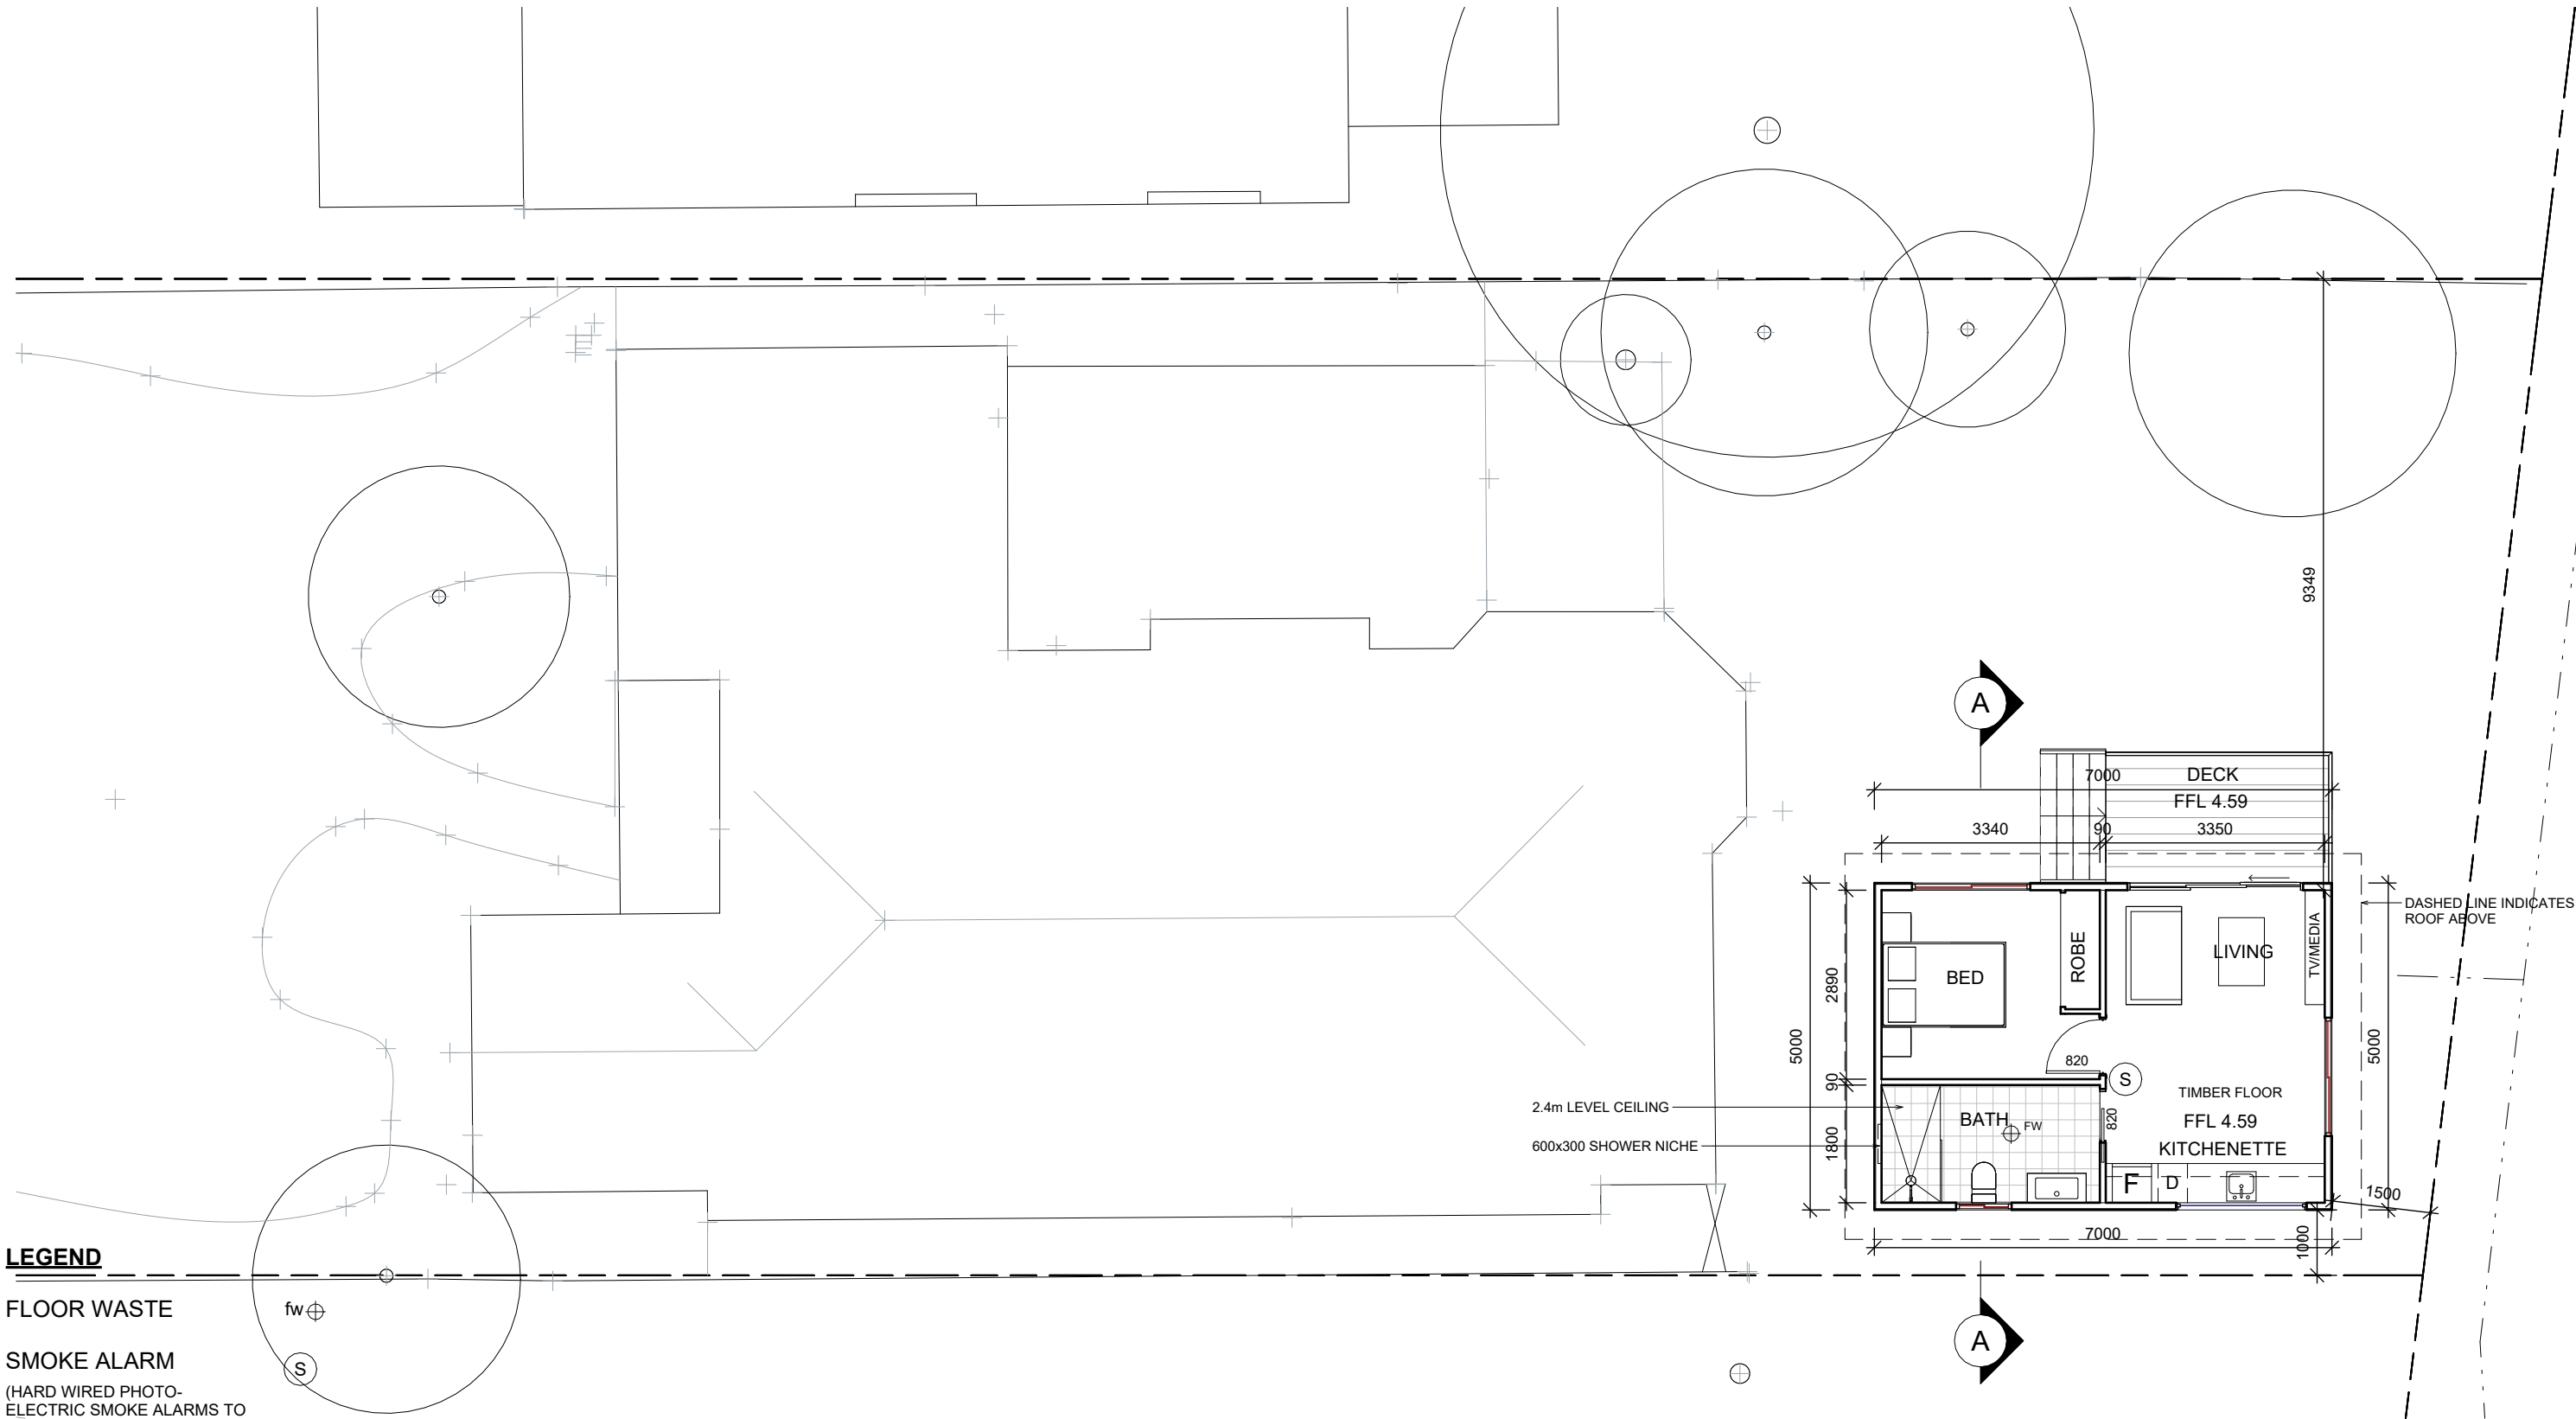 9349
A
7000
DECK
FFL 4.59
3340
90
3350
DASHED LINE INDICATES
ROOF ABOVE
ROBE
LIVING
TV/MEDIA
BED
2890
5000
5000
820
S
90
2.4m LEVEL CEILING
TIMBER FLOOR
BATH
FW
820
FFL 4.59
1800
600x300 SHOWER NICHE
KITCHENETTE
F
D
1500
7000
1000
A
LEGEND
FLOOR WASTE
fw
SMOKE ALARM
S
(HARD WIRED PHOTO-
ELECTRIC SMOKE ALARMS TO